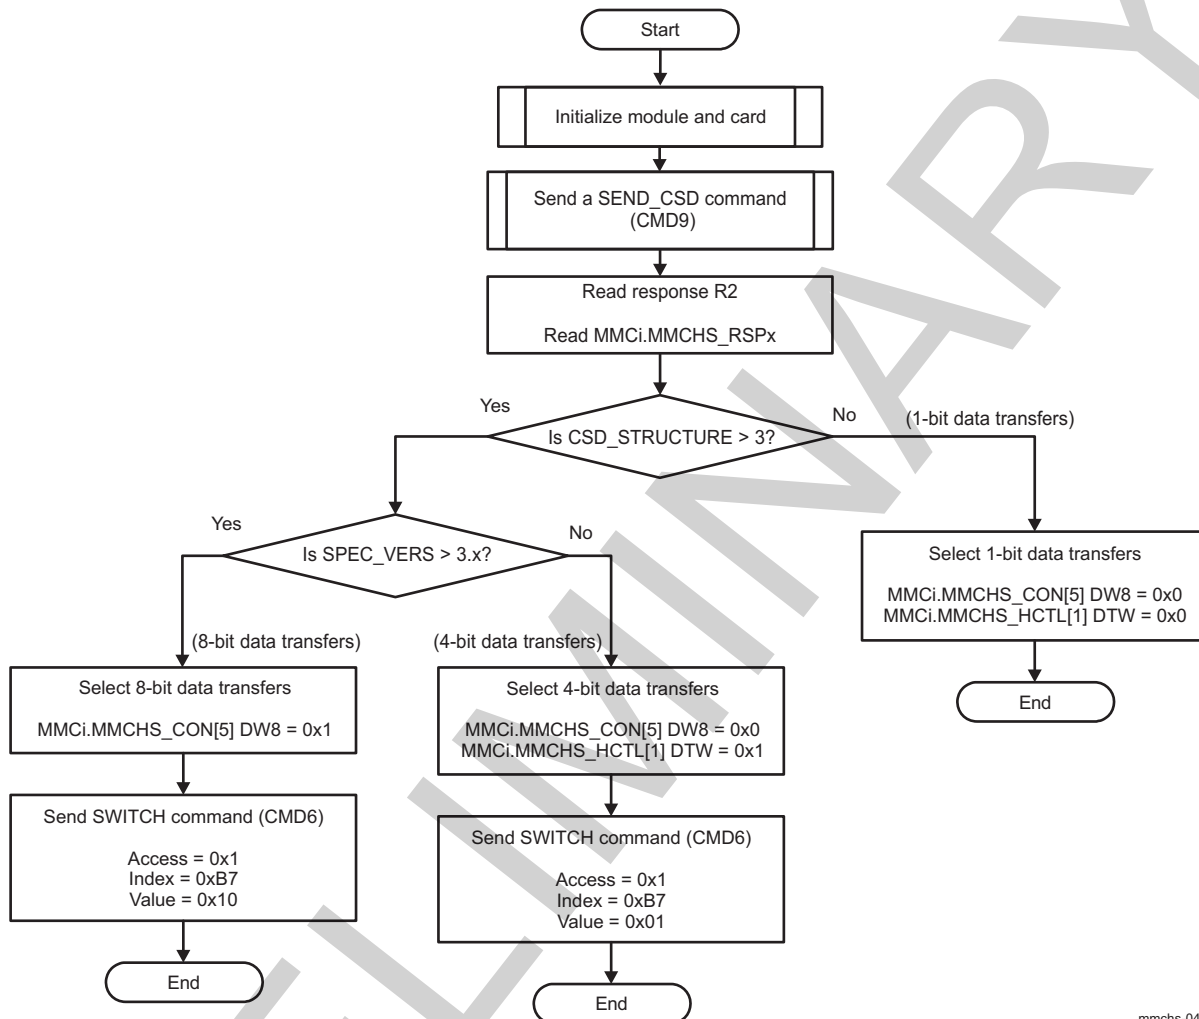 Start
Initialize module and card
Send a SEND_CSD command
(CMD9)
Read response R2
Read MMCi.MMCHS_RSPx
Yes
Is CSD_STRUCTURE > 3?
No
(1-bit data transfers)
Yes
Is SPEC_VERS > 3.x?
No
Select 1-bit data transfers
MMCi.MMCHS_CON[5] DW8 = 0x0
MMCi.MMCHS_HCTL[1] DTW = 0x0
End
(8-bit data transfers)
(4-bit data transfers)
Select 8-bit data transfers
MMCi.MMCHS_CON[5] DW8 = 0x1
Select 4-bit data transfers
MMCi.MMCHS_CON[5] DW8 = 0x0
MMCi.MMCHS_HCTL[1] DTW = 0x1
Send SWITCH command (CMD6)
Access = 0x1
Index = 0xB7
Value = 0x10
Send SWITCH command (CMD6)
Access = 0x1
Index = 0xB7
Value = 0x01
End
End